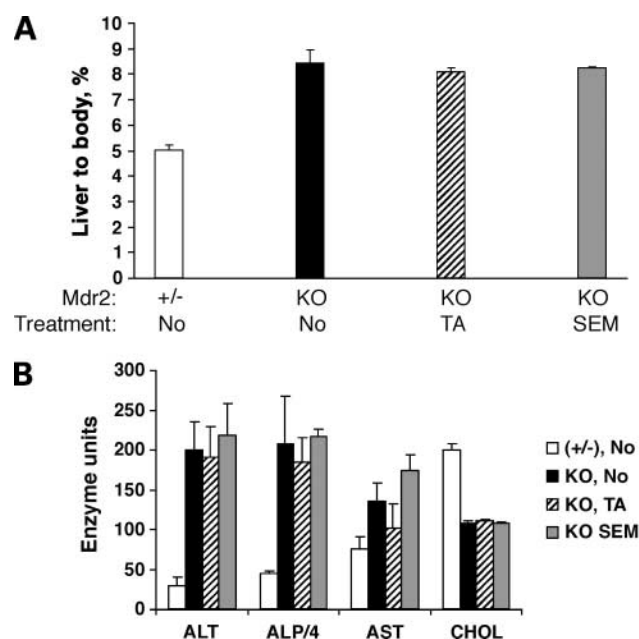 A
Liver to body, %
10
9
8
7
6
5
4
3
2
1
0
Mdr2: +/- KO KO KO
Treatment: No No TA SEM
B
Enzyme units
300
250
200
150
100
50
0
ALT ALP/4 AST CHOL
(+/-), No
KO, No
KO, TA
KO SEM